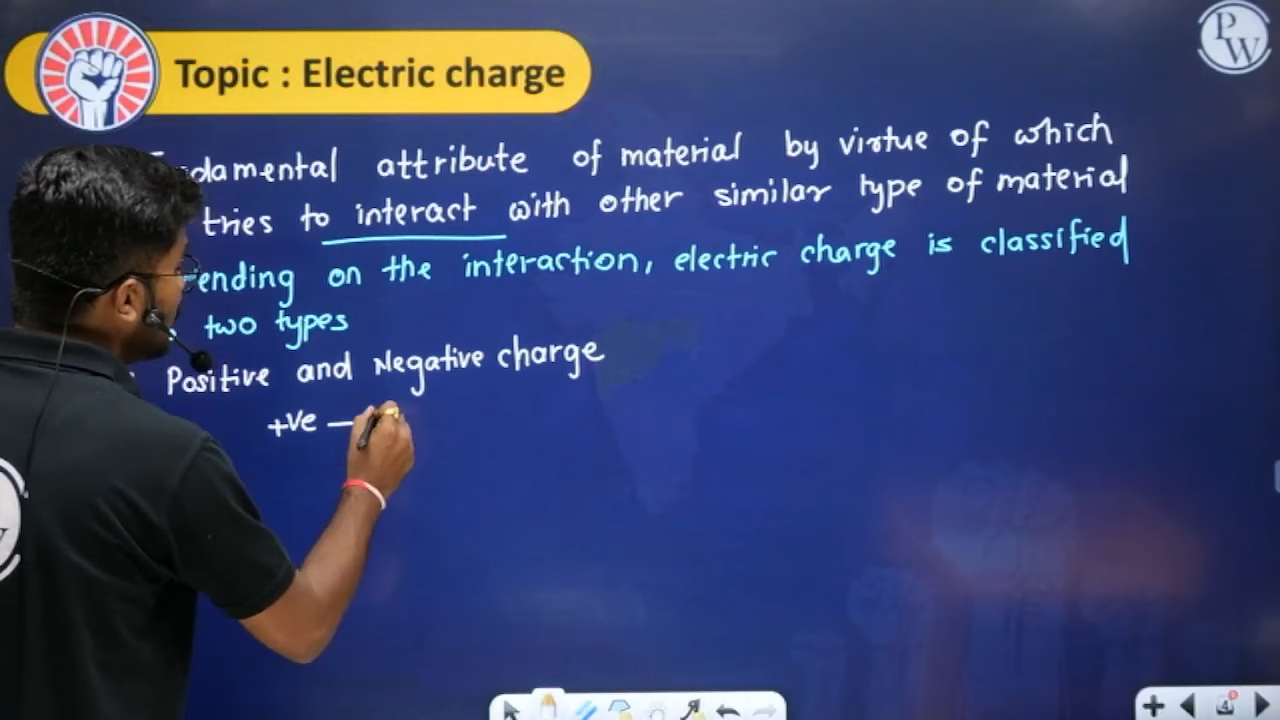 Topic : Electric charge
PW
damental attribute of material by virtue of which
tries to interact with other similar type of material
ending on the interaction, electric charge is classified
two types
Positive and Negative charge
+ve —